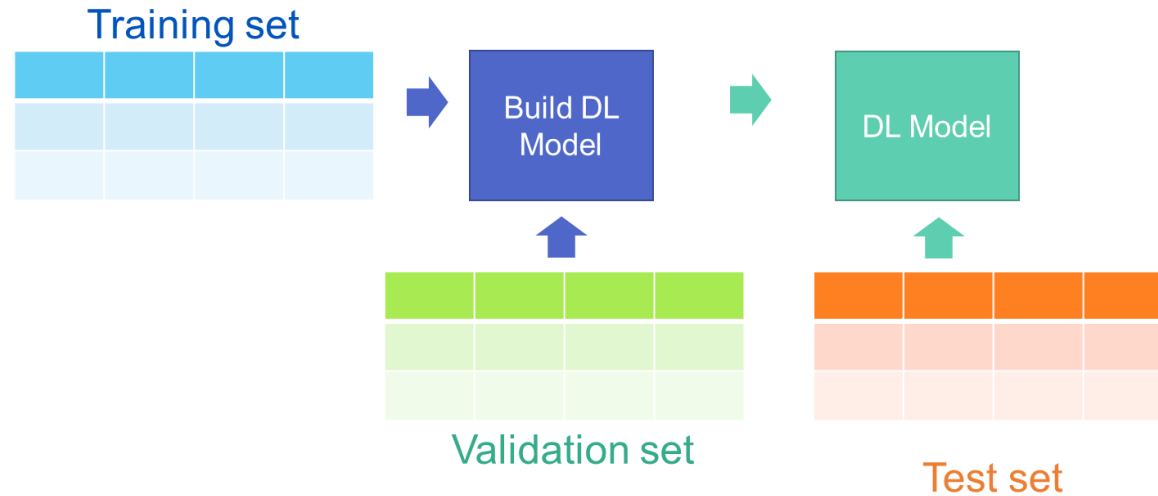 Training set
Build DL
Model
DL Model
Validation set
Test set